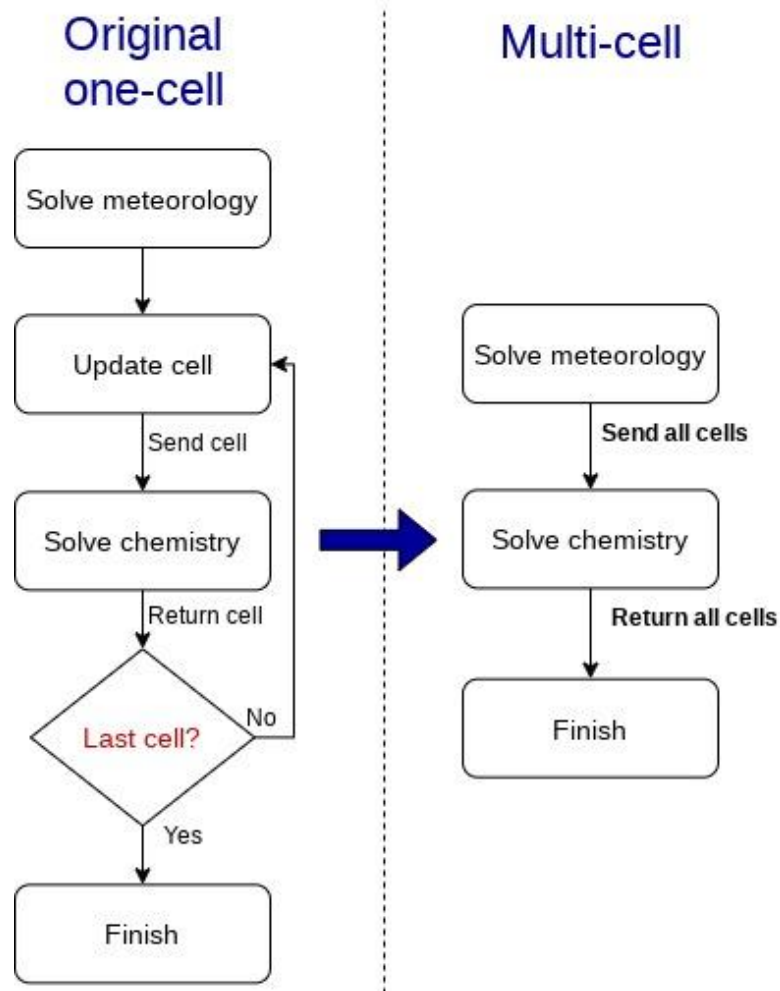 Original
one-cell
Solve meteorology
Update cell
Send cell
Solve chemistry
Return cell
Last cell?
No
Yes
Finish
Multi-cell
Solve meteorology
Send all cells
Solve chemistry
Return all cells
Finish